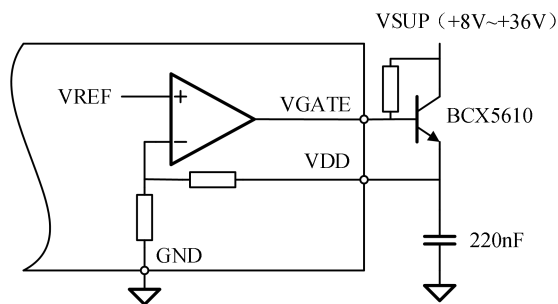 VSUP（+8V~+36V）
VREF
+
VGATE
BCX5610
−
VDD
GND
220nF